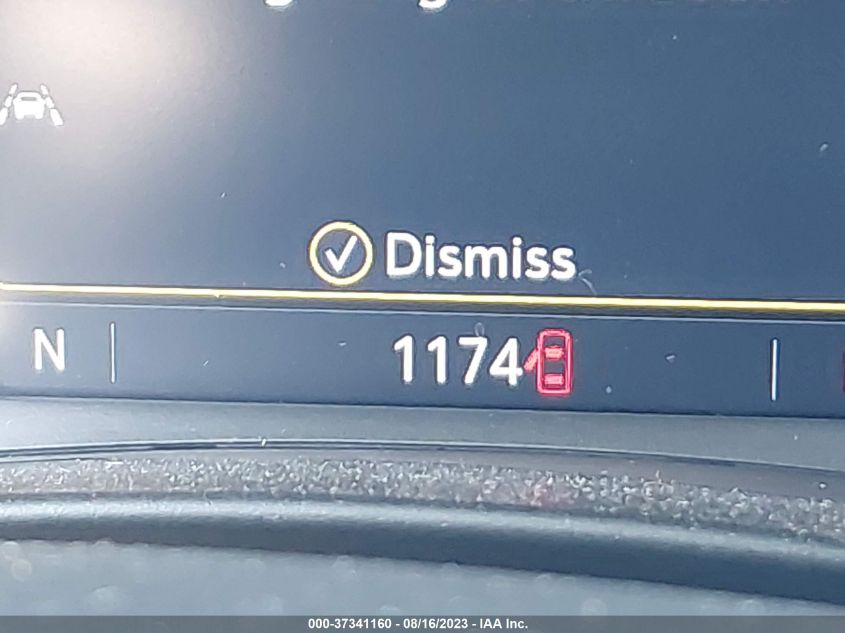 Dismiss
N 1174
000-37341160 - 08/16/2023 - IAA Inc.